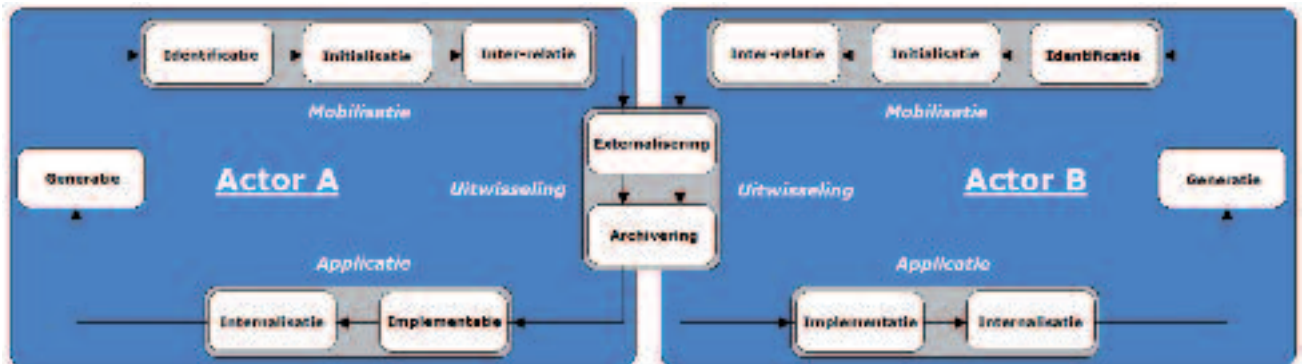 Identificatie
Initialisatie
Inter-relatie
Mobilisatie
Generatie
Actor A
Uitwisseling
Applicatie
Internalisatie
Implementatie
Externalisering
Archivering
Inter-relatie
Initialisatie
Identificatie
Mobilisatie
Uitwisseling
Actor B
Generatie
Applicatie
Implementatie
Internalisatie